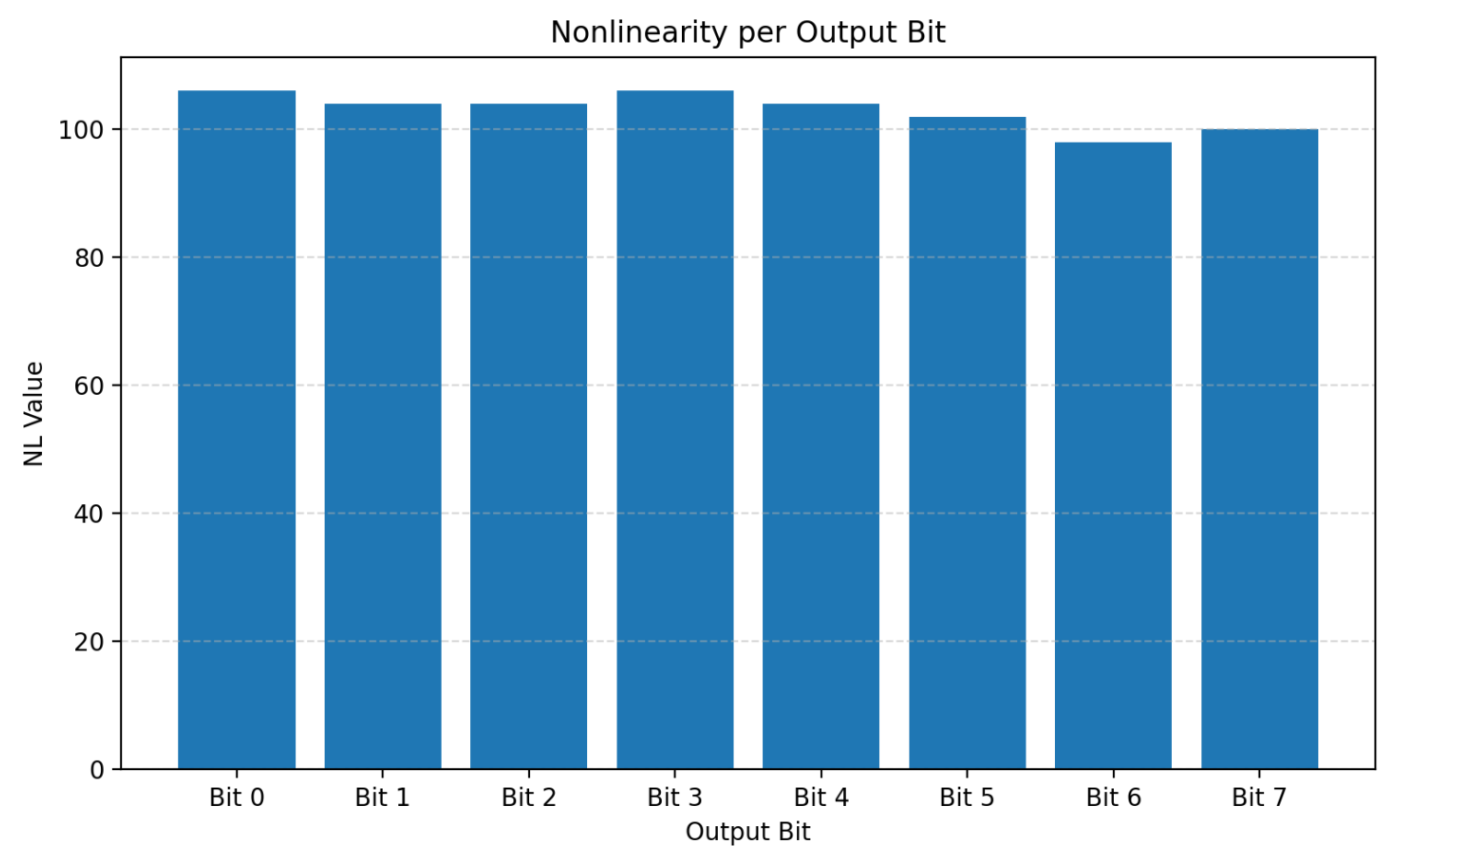 Nonlinearity per Output Bit
100
80
60
40
20
0
NL Value
Bit 0 Bit 1 Bit 2 Bit 3 Bit 4 Bit 5 Bit 6 Bit 7
Output Bit